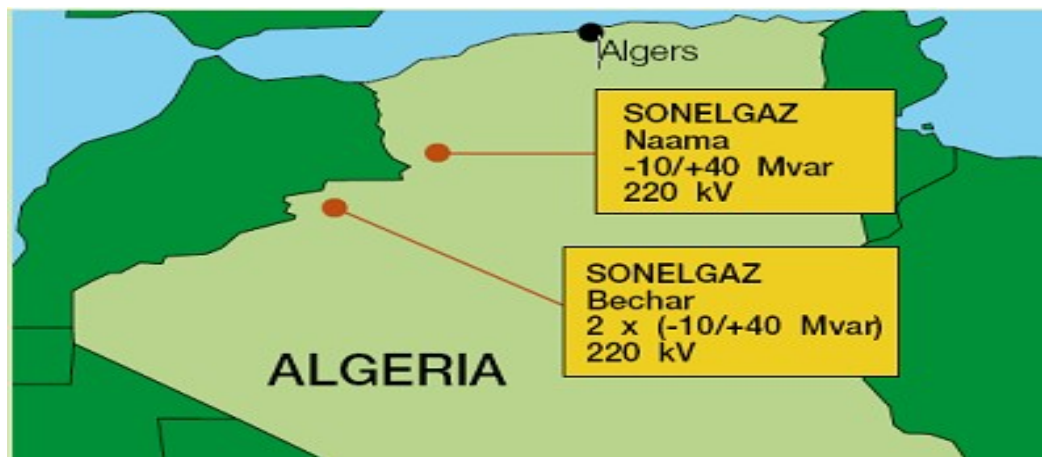 Algers
SONELGAZ
Naama
-10/+40 Mvar
220 kV
SONELGAZ
Bechar
2 x (-10/+40 Mvar)
220 kV
ALGERIA